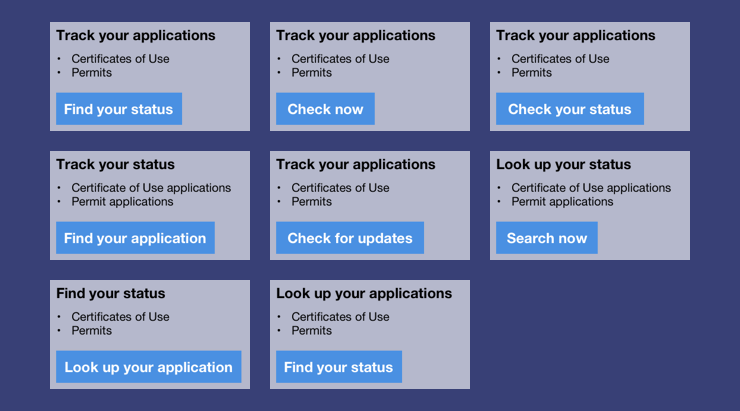 Track your applications
• Certificates of Use
• Permits
Find your status
Track your applications
• Certificates of Use
• Permits
Check now
Track your applications
• Certificates of Use
• Permits
Check your status
Track your status
• Certificate of Use applications
• Permit applications
Find your application
Track your applications
• Certificates of Use
• Permits
Check for updates
Look up your status
• Certificate of Use applications
• Permit applications
Search now
Find your status
• Certificates of Use
• Permits
Look up your application
Look up your applications
• Certificates of Use
• Permits
Find your status